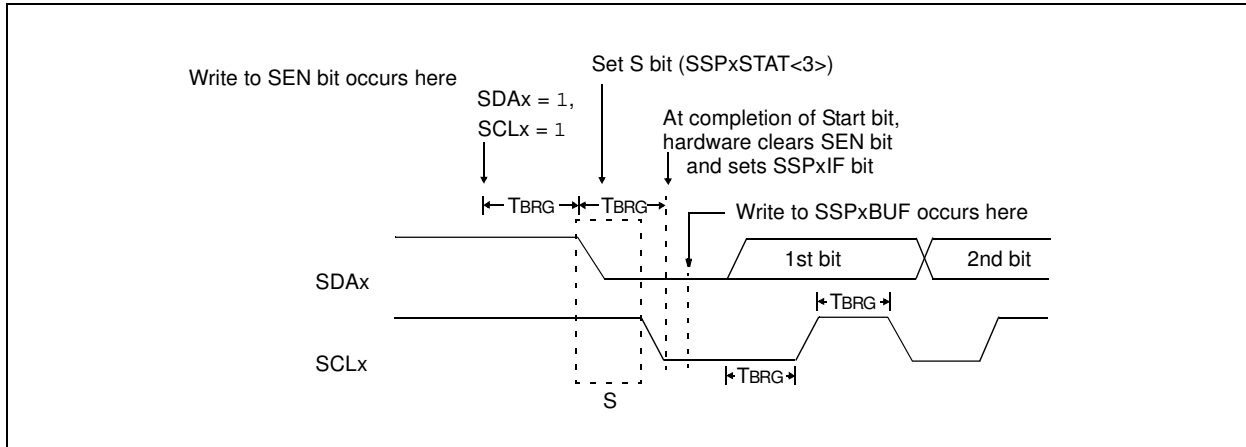 Write to SEN bit occurs here
Set S bit (SSPxSTAT<3>)
SDAx = 1,
SCLx = 1
At completion of Start bit,
hardware clears SEN bit
and sets SSPxIF bit
TBRG
TBRG
Write to SSPxBUF occurs here
SDAx
1st bit
2nd bit
TBRG
SCLx
TBRG
S